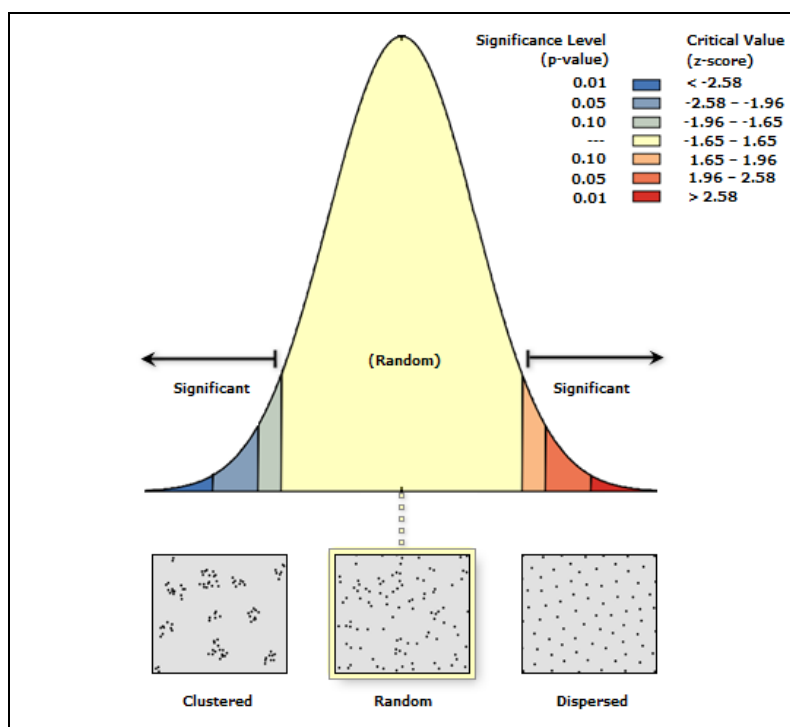 Significance Level Critical Value
(p-value) (z-score)
0.01 < -2.58
0.05 -2.58 – -1.96
0.10 -1.96 – -1.65
--- -1.65 – 1.65
0.10 1.65 – 1.96
0.05 1.96 – 2.58
0.01 > 2.58
(Random)
Significant Significant
Clustered Random Dispersed